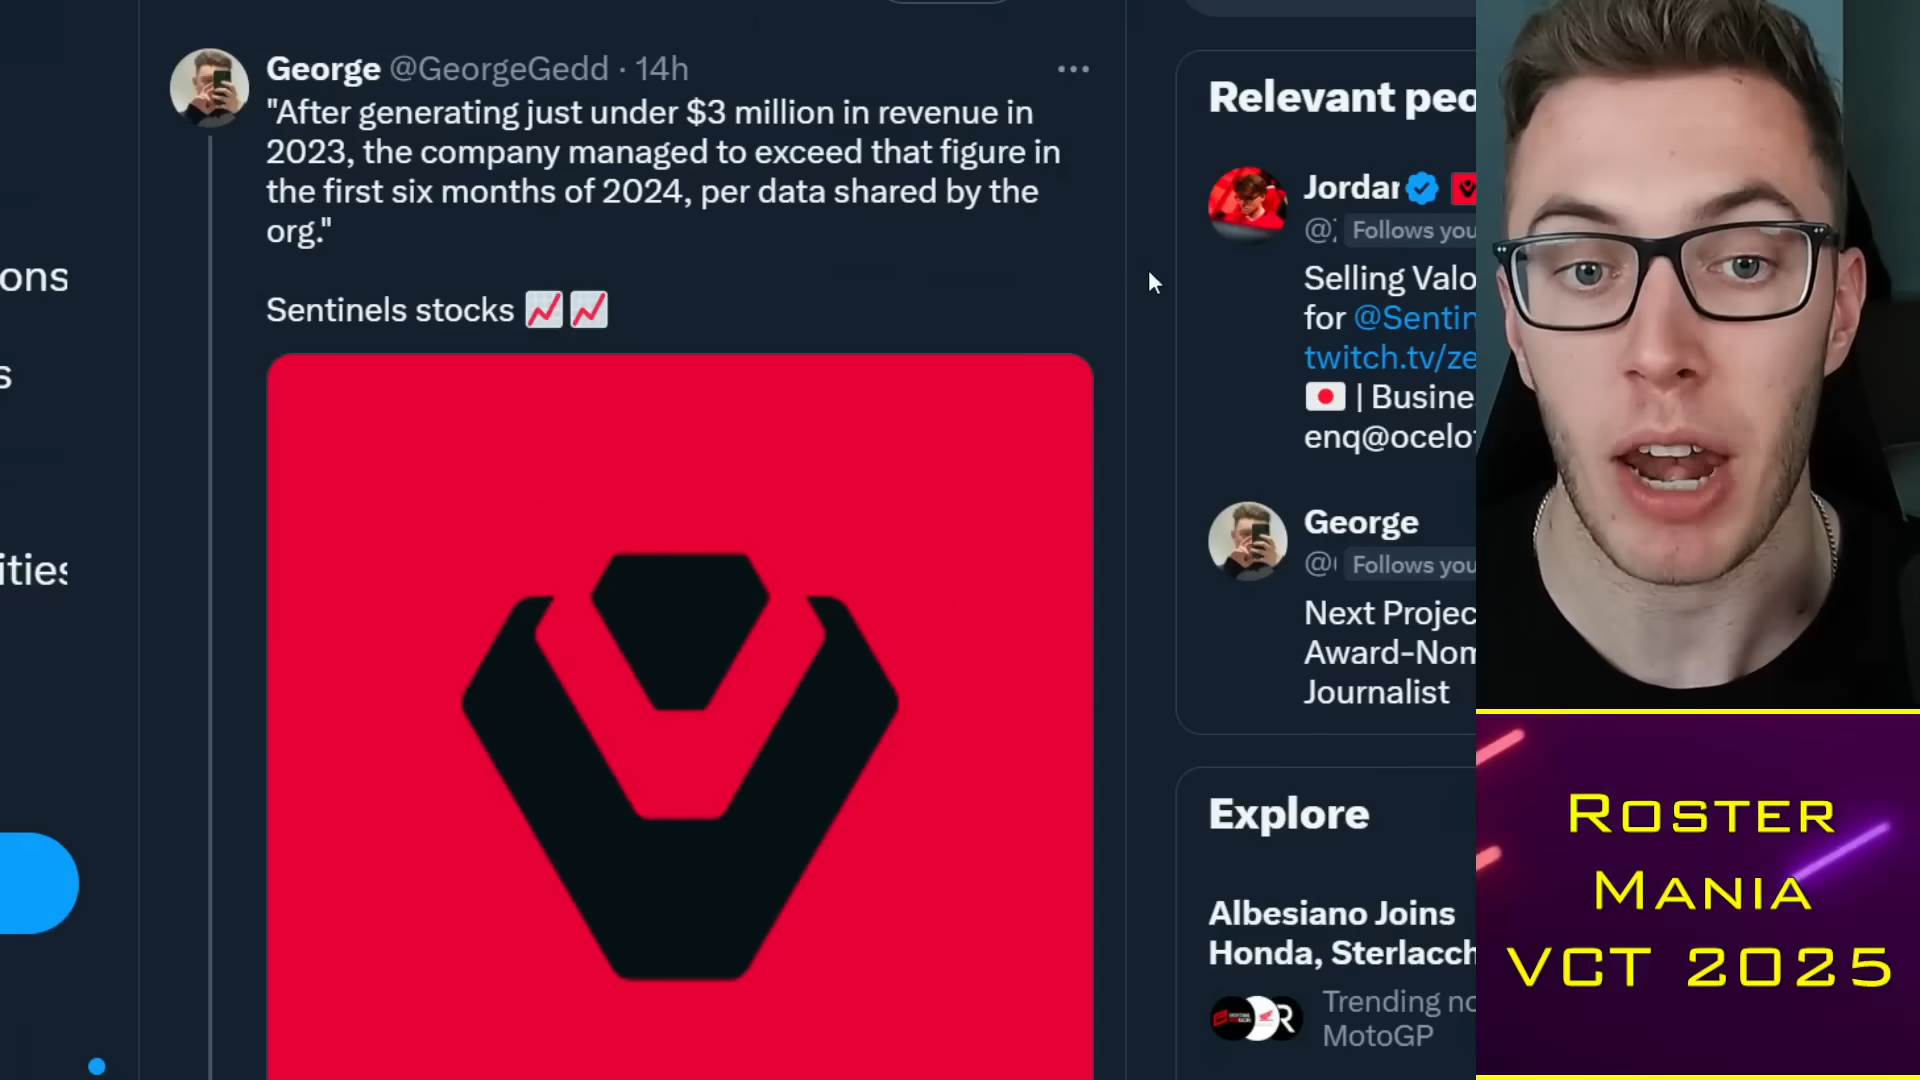 George @GeorgeGedd · 14h
"After generating just under $3 million in revenue in
2023, the company managed to exceed that figure in
the first six months of 2024, per data shared by the
org."
Sentinels stocks 📈📈
ons
s
ities
Relevant peo
Jordan
Follows you
Selling Valo
for @Sentin
twitch.tv/ze
🇯🇵 | Busine
enq@ocelot
George
Follows you
Next Projec
Award-Nom
Journalist
Explore
Albesiano Joins
Honda, Sterlacch
Trending no
MotoGP
ROSTER
MANIA
VCT 2025